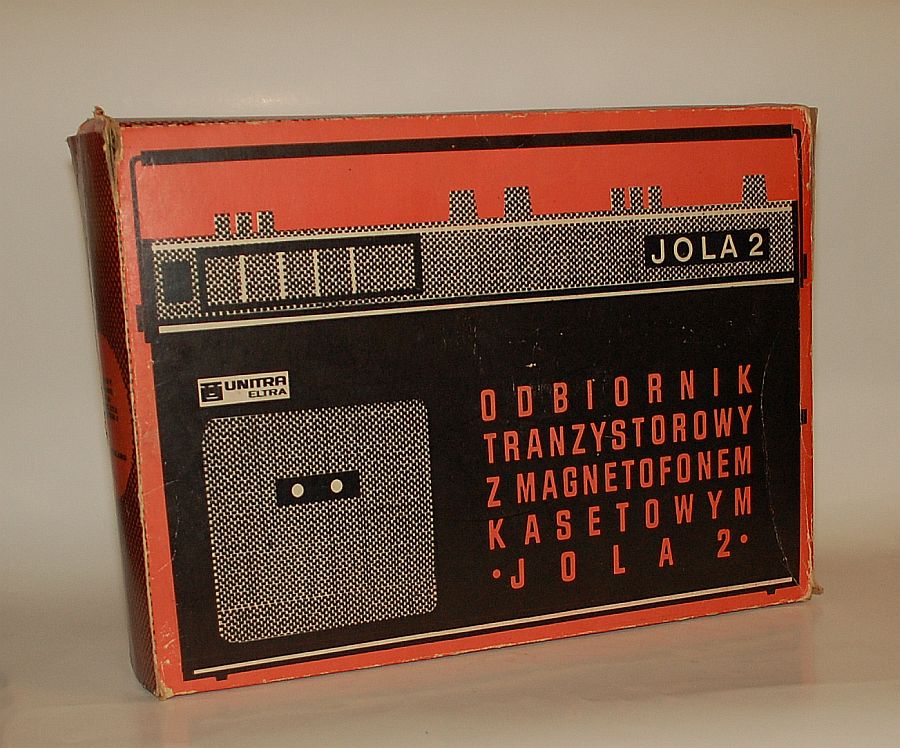 JOLA 2
UNITRA
ELTRA
ODBIORNIK
TRANZYSTOROWY
Z MAGNETOFONEM
KASETOWYM
•JOLA 2•